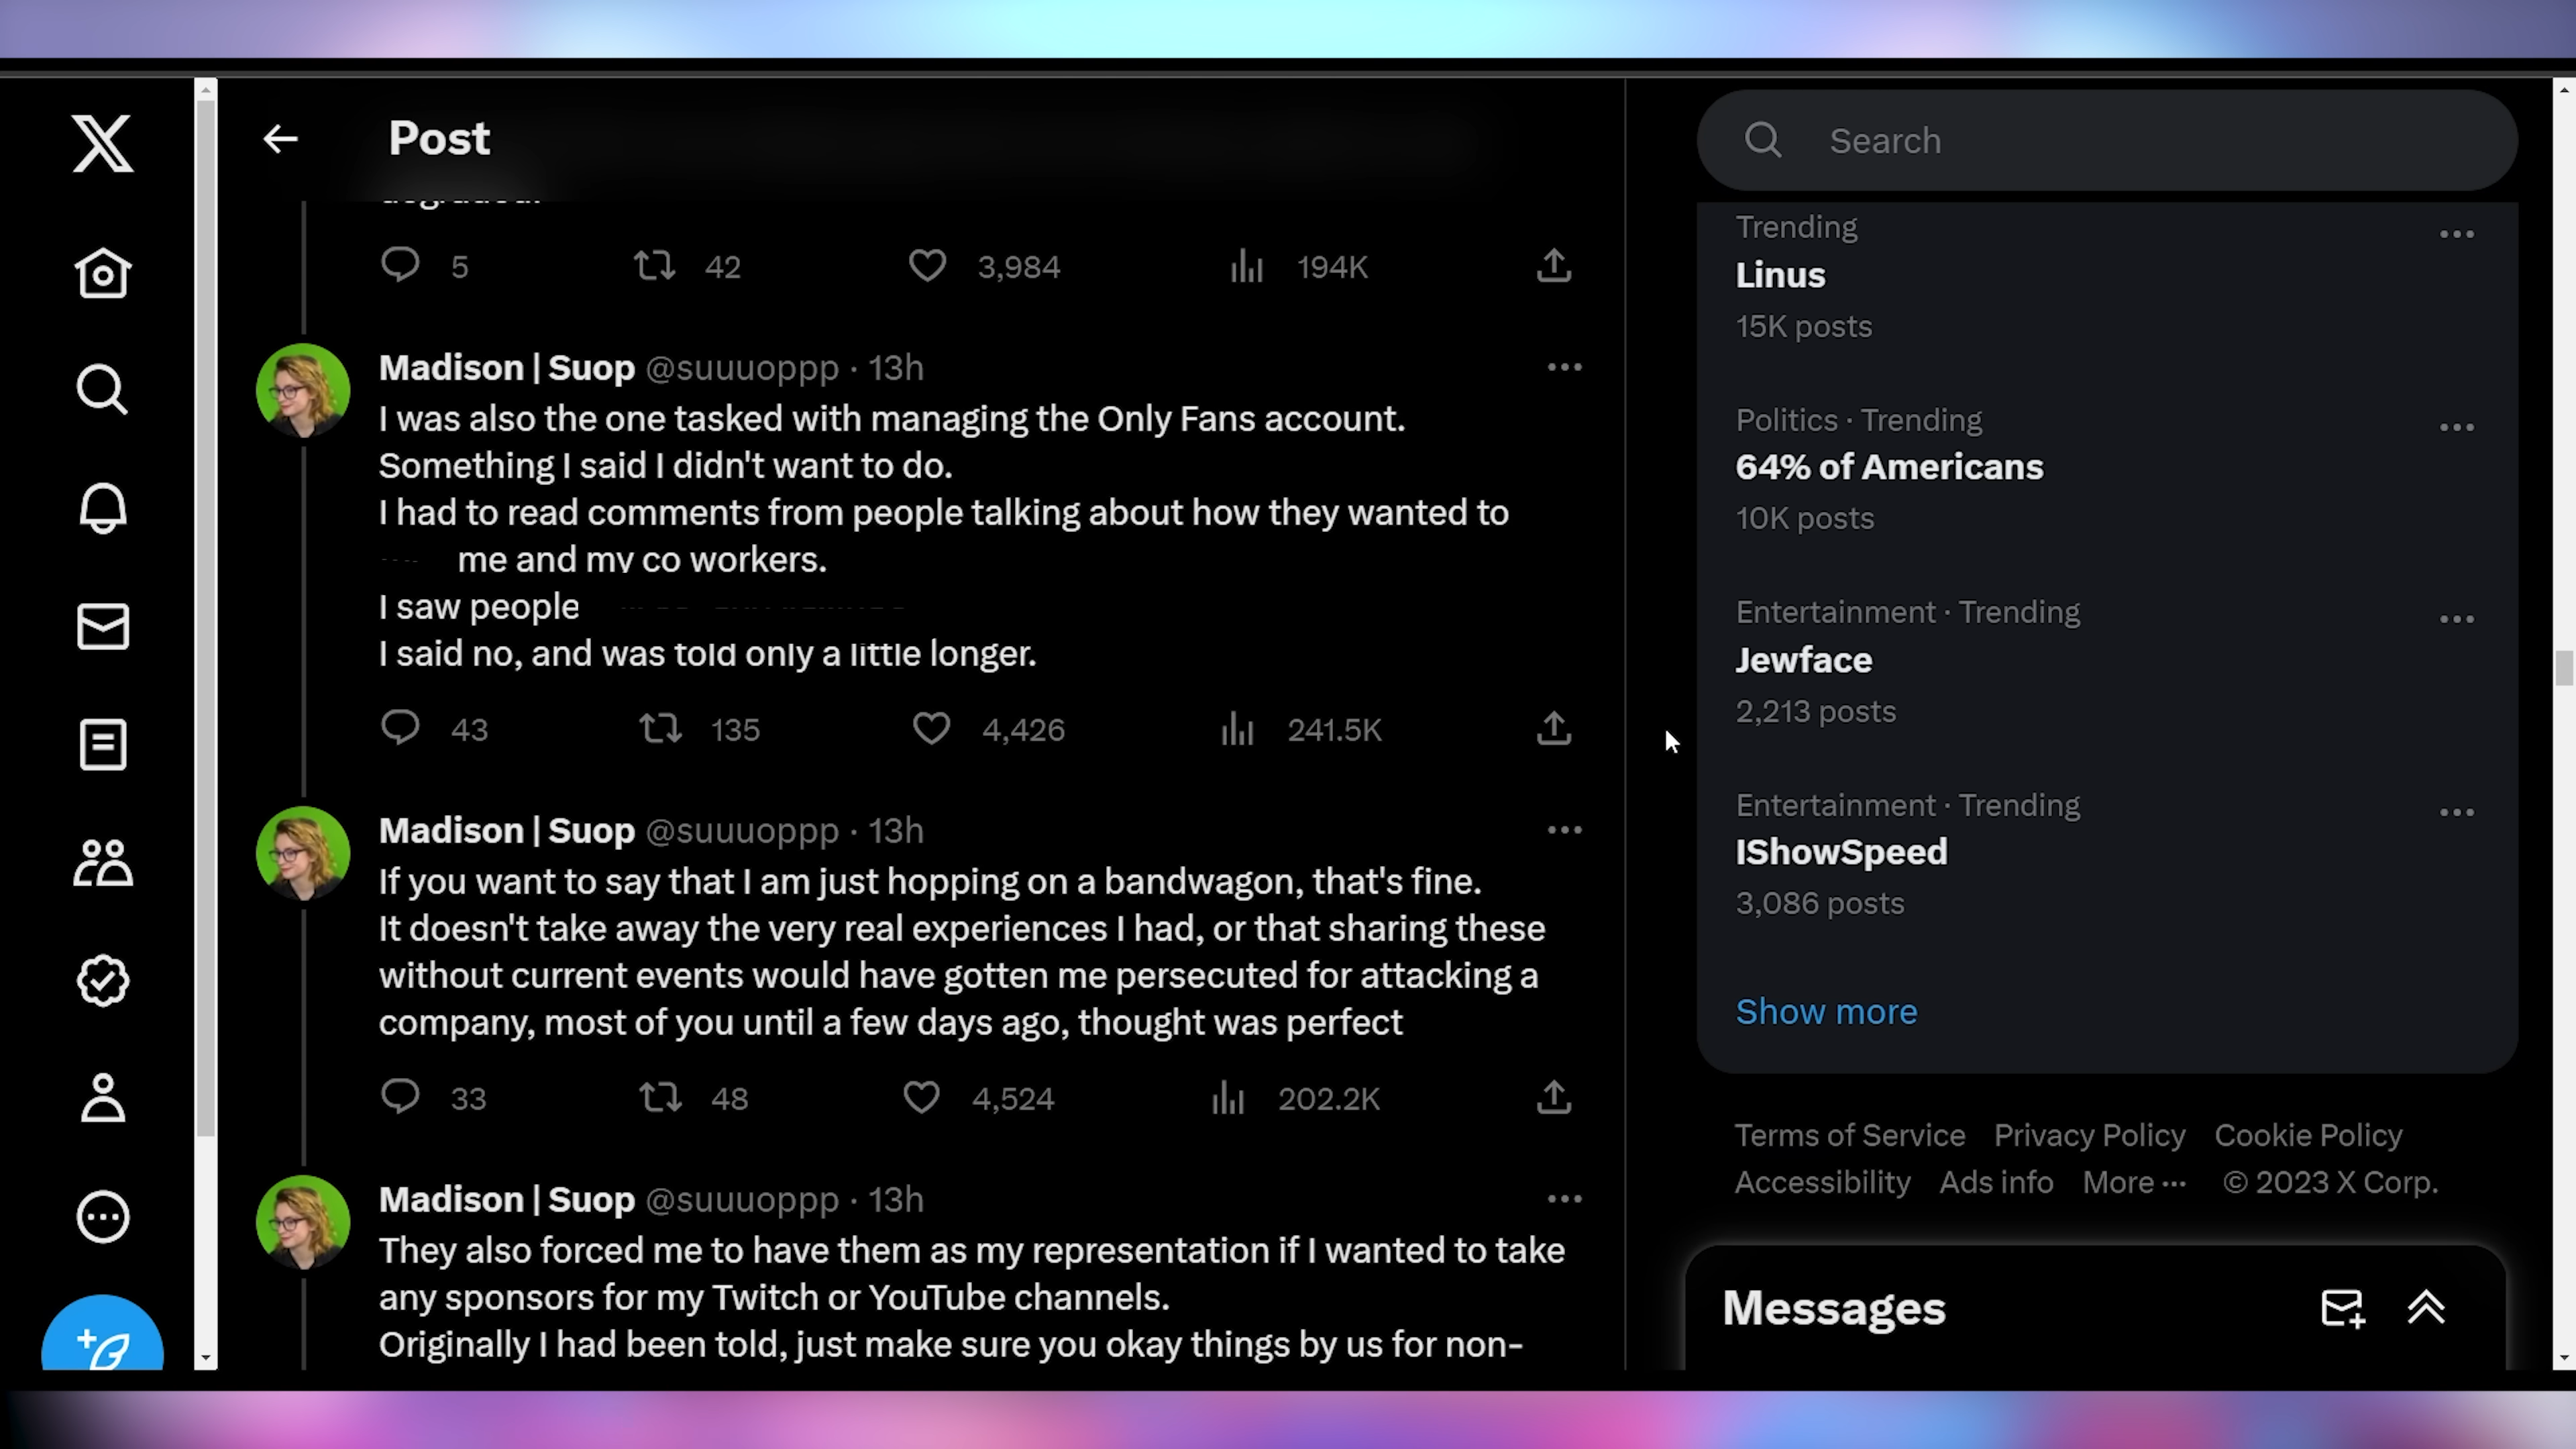 Post
5 42 3,984 194K
Madison | Suop @suuuoppp · 13h
I was also the one tasked with managing the Only Fans account.
Something I said I didn't want to do.
I had to read comments from people talking about how they wanted to
me and my co workers.
I saw people
I said no, and was told only a little longer.
43 135 4,426 241.5K
Madison | Suop @suuuoppp · 13h
If you want to say that I am just hopping on a bandwagon, that's fine.
It doesn't take away the very real experiences I had, or that sharing these
without current events would have gotten me persecuted for attacking a
company, most of you until a few days ago, thought was perfect
33 48 4,524 202.2K
Madison | Suop @suuuoppp · 13h
They also forced me to have them as my representation if I wanted to take
any sponsors for my Twitch or YouTube channels.
Originally I had been told, just make sure you okay things by us for non-
Search
Trending
Linus
15K posts
Politics · Trending
64% of Americans
10K posts
Entertainment · Trending
Jewface
2,213 posts
Entertainment · Trending
IShowSpeed
3,086 posts
Show more
Terms of Service Privacy Policy Cookie Policy
Accessibility Ads info More ··· © 2023 X Corp.
Messages